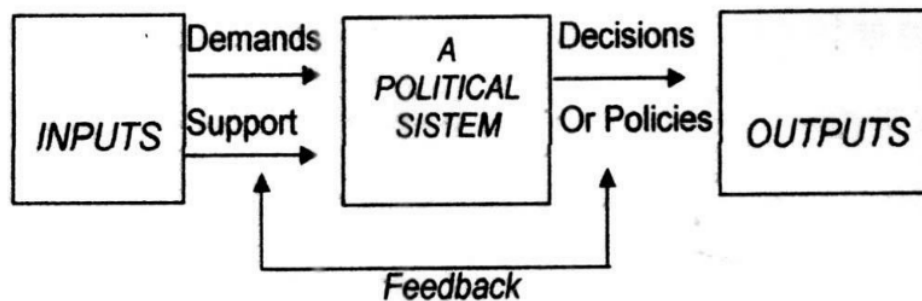 Demands
Support
INPUTS
A
POLITICAL
SISTEM
Decisions
Or Policies
OUTPUTS
Feedback